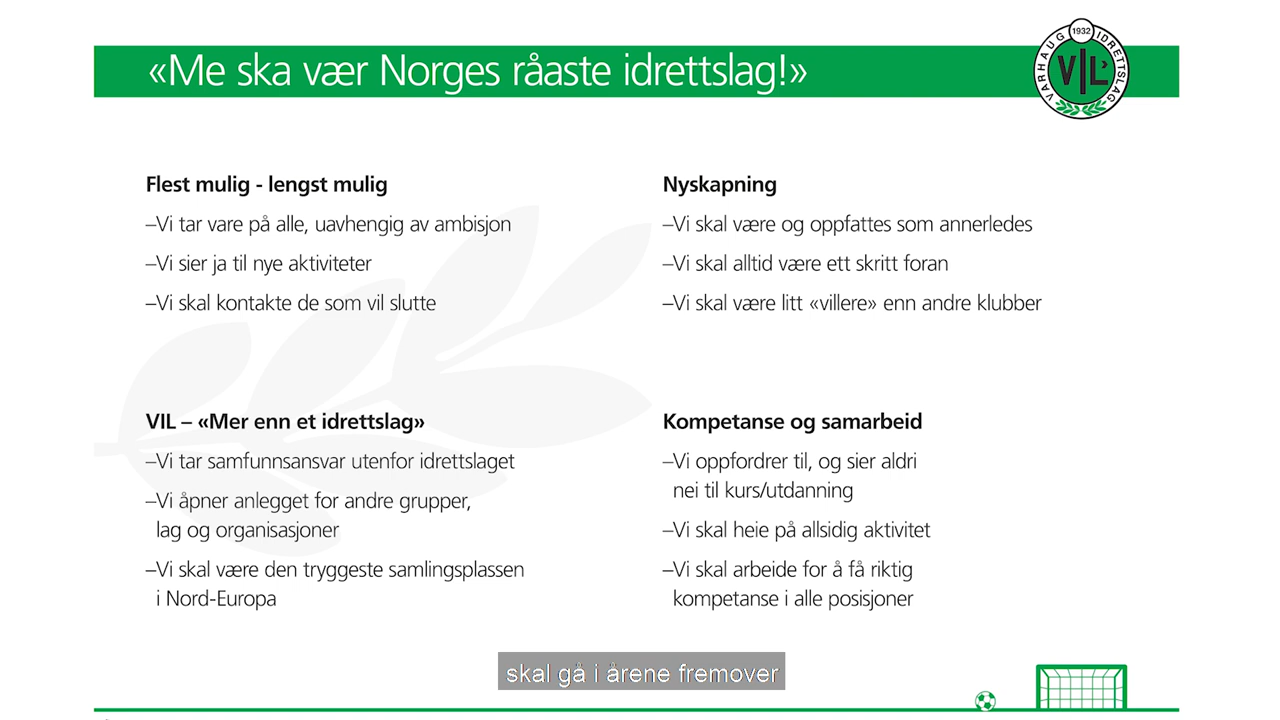 «Me ska vær Norges råaste idrettslag!»
1932
VARHAUG IDRETTSLAG
VIL
Flest mulig - lengst mulig
–Vi tar vare på alle, uavhengig av ambisjon
–Vi sier ja til nye aktiviteter
–Vi skal kontakte de som vil slutte
Nyskapning
–Vi skal være og oppfattes som annerledes
–Vi skal alltid være ett skritt foran
–Vi skal være litt «villere» enn andre klubber
VIL – «Mer enn et idrettslag»
–Vi tar samfunnsansvar utenfor idrettslaget
–Vi åpner anlegget for andre grupper,
lag og organisasjoner
–Vi skal være den tryggeste samlingsplassen
i Nord-Europa
Kompetanse og samarbeid
–Vi oppfordrer til, og sier aldri
nei til kurs/utdanning
–Vi skal heie på allsidig aktivitet
–Vi skal arbeide for å få riktig
kompetanse i alle posisjoner
skal gå i årene fremover